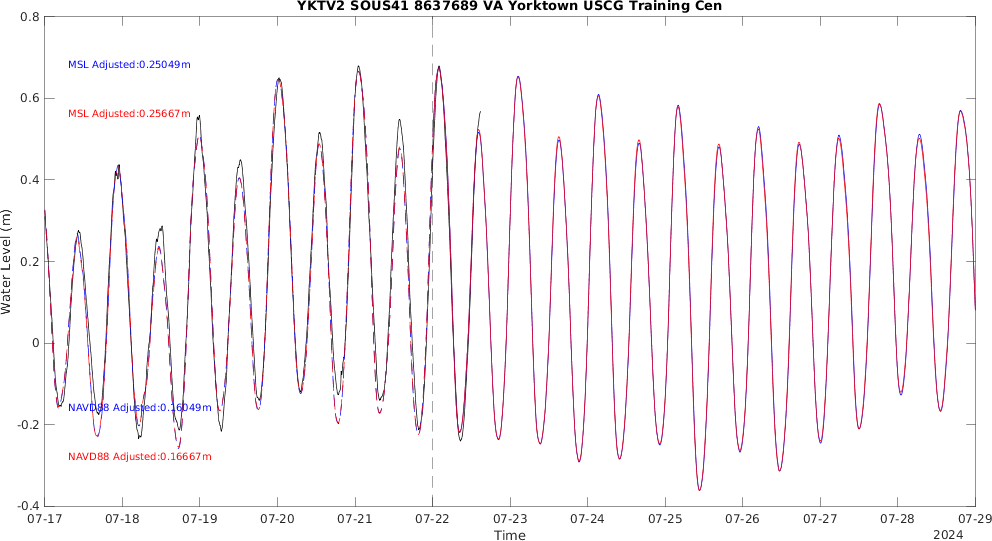 YKTV2 SOUS41 8637689 VA Yorktown USCG Training Cen
0.8
MSL Adjusted:0.25049m
0.6
MSL Adjusted:0.25667m
0.4
0.2
Water Level (m)
0
NAVD88 Adjusted:0.16049m
-0.2
NAVD88 Adjusted:0.16667m
-0.4
07-17 07-18 07-19 07-20 07-21 07-22 07-23 07-24 07-25 07-26 07-27 07-28 07-29
Time
2024